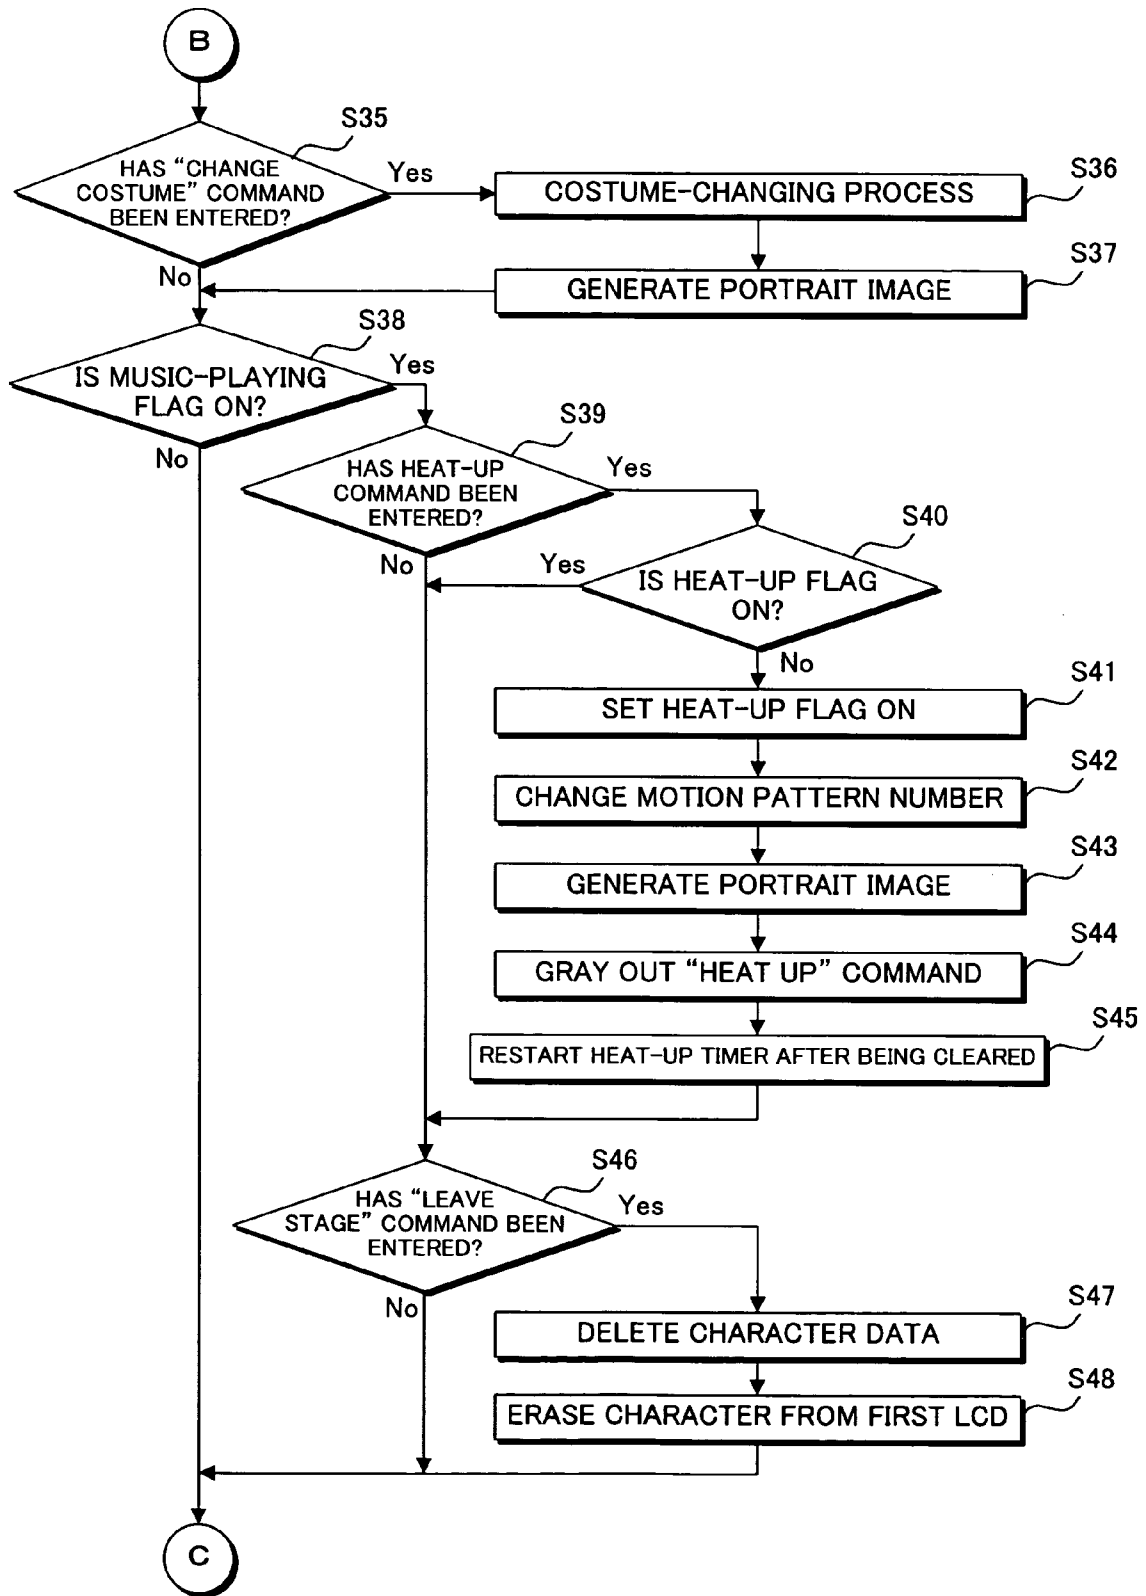 B
S35
HAS “CHANGE
COSTUME” COMMAND
BEEN ENTERED?
Yes
S36
COSTUME-CHANGING PROCESS
No
S37
GENERATE PORTRAIT IMAGE
S38
IS MUSIC-PLAYING
FLAG ON?
Yes
No
S39
HAS HEAT-UP
COMMAND BEEN
ENTERED?
Yes
No
S40
IS HEAT-UP FLAG
ON?
Yes
No
S41
SET HEAT-UP FLAG ON
S42
CHANGE MOTION PATTERN NUMBER
S43
GENERATE PORTRAIT IMAGE
S44
GRAY OUT “HEAT UP” COMMAND
S45
RESTART HEAT-UP TIMER AFTER BEING CLEARED
S46
HAS “LEAVE
STAGE” COMMAND BEEN
ENTERED?
Yes
No
S47
DELETE CHARACTER DATA
S48
ERASE CHARACTER FROM FIRST LCD
C